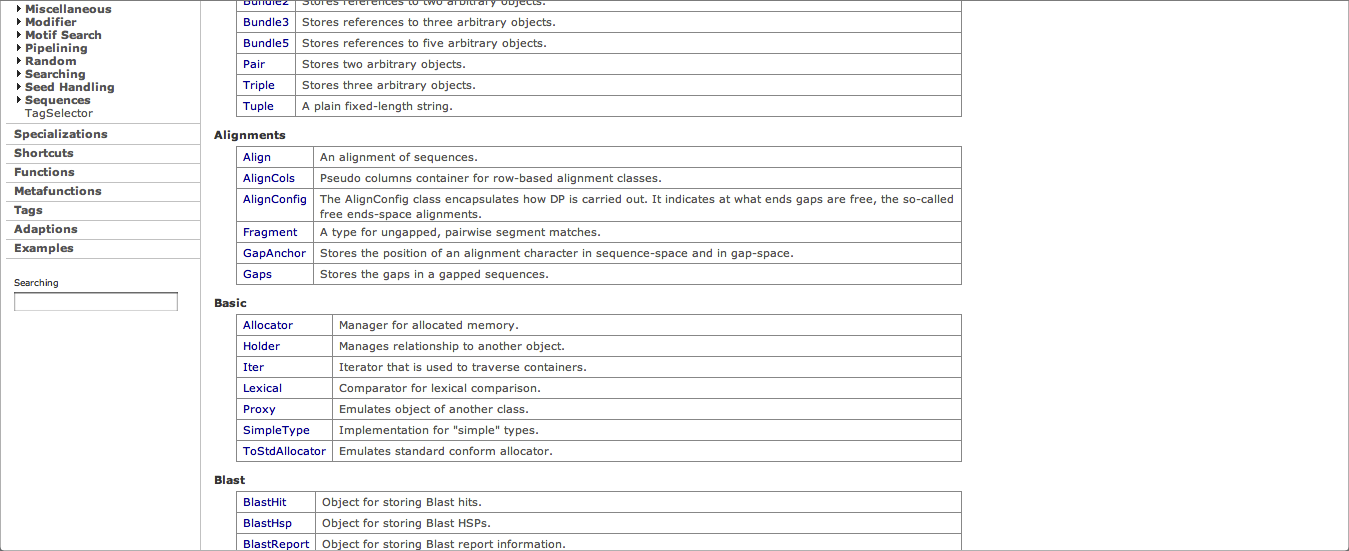 Miscellaneous
Modifier
Motif Search
Pipelining
Random
Searching
Seed Handling
Sequences
TagSelector
Specializations
Shortcuts
Functions
Metafunctions
Tags
Adaptions
Examples
Searching
Bundle2 Stores references to two arbitrary objects.
Bundle3 Stores references to three arbitrary objects.
Bundle5 Stores references to five arbitrary objects.
Pair Stores two arbitrary objects.
Triple Stores three arbitrary objects.
Tuple A plain fixed-length string.
Alignments
Align An alignment of sequences.
AlignCols Pseudo columns container for row-based alignment classes.
AlignConfig The AlignConfig class encapsulates how DP is carried out. It indicates at what ends gaps are free, the so-called
free ends-space alignments.
Fragment A type for ungapped, pairwise segment matches.
GapAnchor Stores the position of an alignment character in sequence-space and in gap-space.
Gaps Stores the gaps in a gapped sequences.
Basic
Allocator Manager for allocated memory.
Holder Manages relationship to another object.
Iter Iterator that is used to traverse containers.
Lexical Comparator for lexical comparison.
Proxy Emulates object of another class.
SimpleType Implementation for "simple" types.
ToStdAllocator Emulates standard conform allocator.
Blast
BlastHit Object for storing Blast hits.
BlastHsp Object for storing Blast HSPs.
BlastReport Object for storing Blast report information.